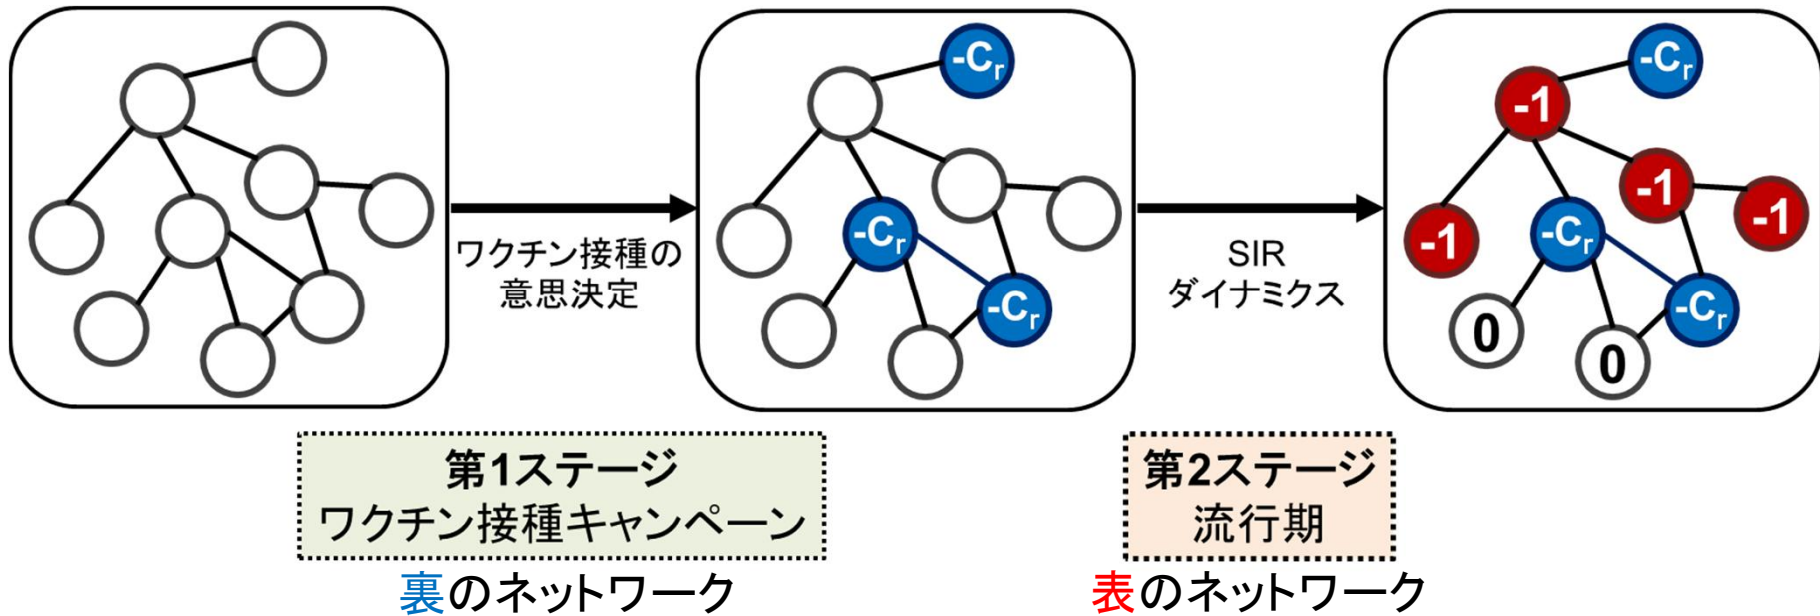 -Cr
-Cr
-Cr
ワクチン接種の
意思決定
-Cr
-1
-1
-1
-1
-Cr
-Cr
0
0
SIR
ダイナミクス
第1ステージ
ワクチン接種キャンペーン
裏のネットワーク
第2ステージ
流行期
表のネットワーク